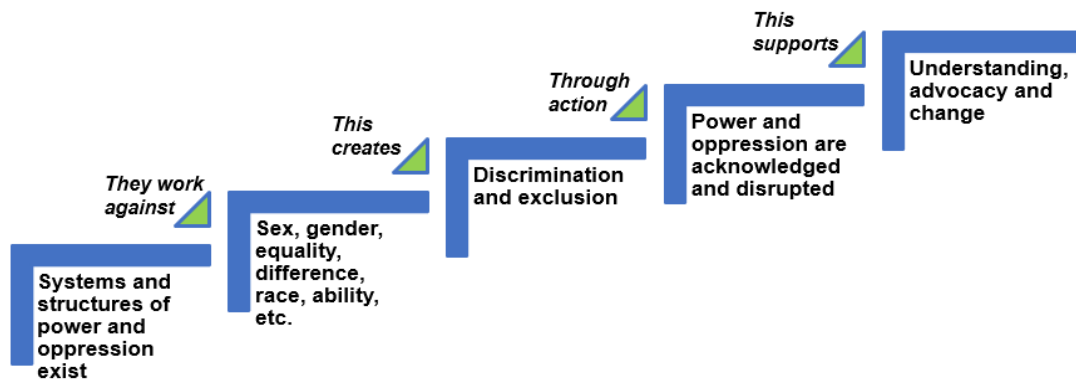 Systems and
structures of
power and
oppression
exist
They work
against
Sex, gender,
equality,
difference,
race, ability,
etc.
This
creates
Discrimination
and exclusion
Through
action
Power and
oppression are
acknowledged
and disrupted
This
supports
Understanding,
advocacy and
change